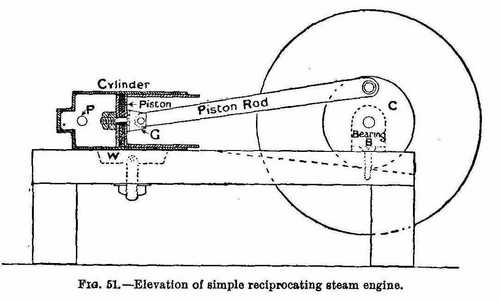 Cylinder
P
Piston
Piston Rod
C
G
Bearing
B
W
FIG. 51.—Elevation of simple reciprocating steam engine.